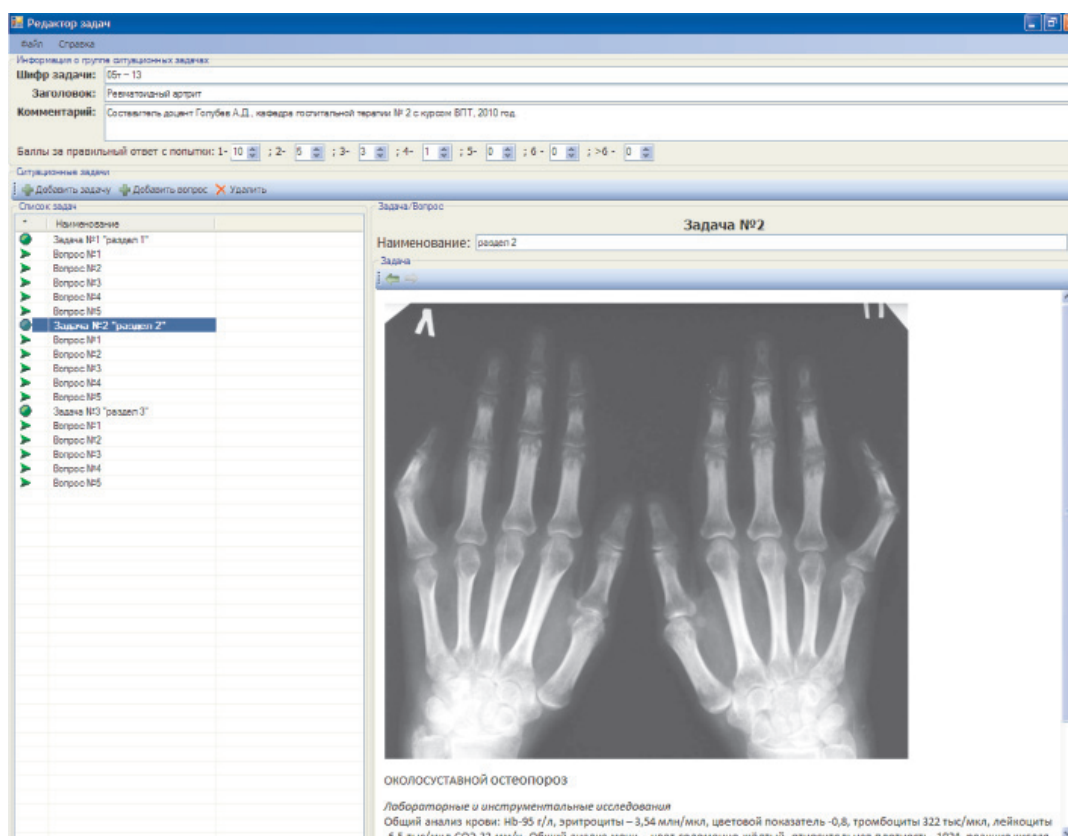 Редактор задач
Файл Справка
Информация о группе ситуационных задачах
Шифр задачи: 05т – 13
Заголовок: Ревматоидный артрит
Комментарий: Составитель доцент Голубев А.Д., кафедра госпитальной терапии № 2 с курсом ВПТ, 2010 год
Баллы за правильный ответ с попытки: 1- 10 ; 2- 5 ; 3- 3 ; 4- 1 ; 5- 0 ; 6 - 0 ; >6 - 0
Ситуационные задачи
Добавить задачу Добавить вопрос Удалить
Список задач
* Наименование
Задача №1 "раздел 1"
Вопрос №1
Вопрос №2
Вопрос №3
Вопрос №4
Вопрос №5
Задача №2 "раздел 2"
Вопрос №1
Вопрос №2
Вопрос №3
Вопрос №4
Вопрос №5
Задача №3 "раздел 3"
Вопрос №1
Вопрос №2
Вопрос №3
Вопрос №4
Вопрос №5
Задача/Вопрос
Задача №2
Наименование: раздел 2
Задача
Л
ОКОЛОСУСТАВНОЙ ОСТЕОПОРОЗ
Лабораторные и инструментальные исследования
Общий анализ крови: Hb-95 г/л, эритроциты – 3,54 млн/мкл, цветовой показатель -0,8, тромбоциты 322 тыс/мкл, лейкоциты